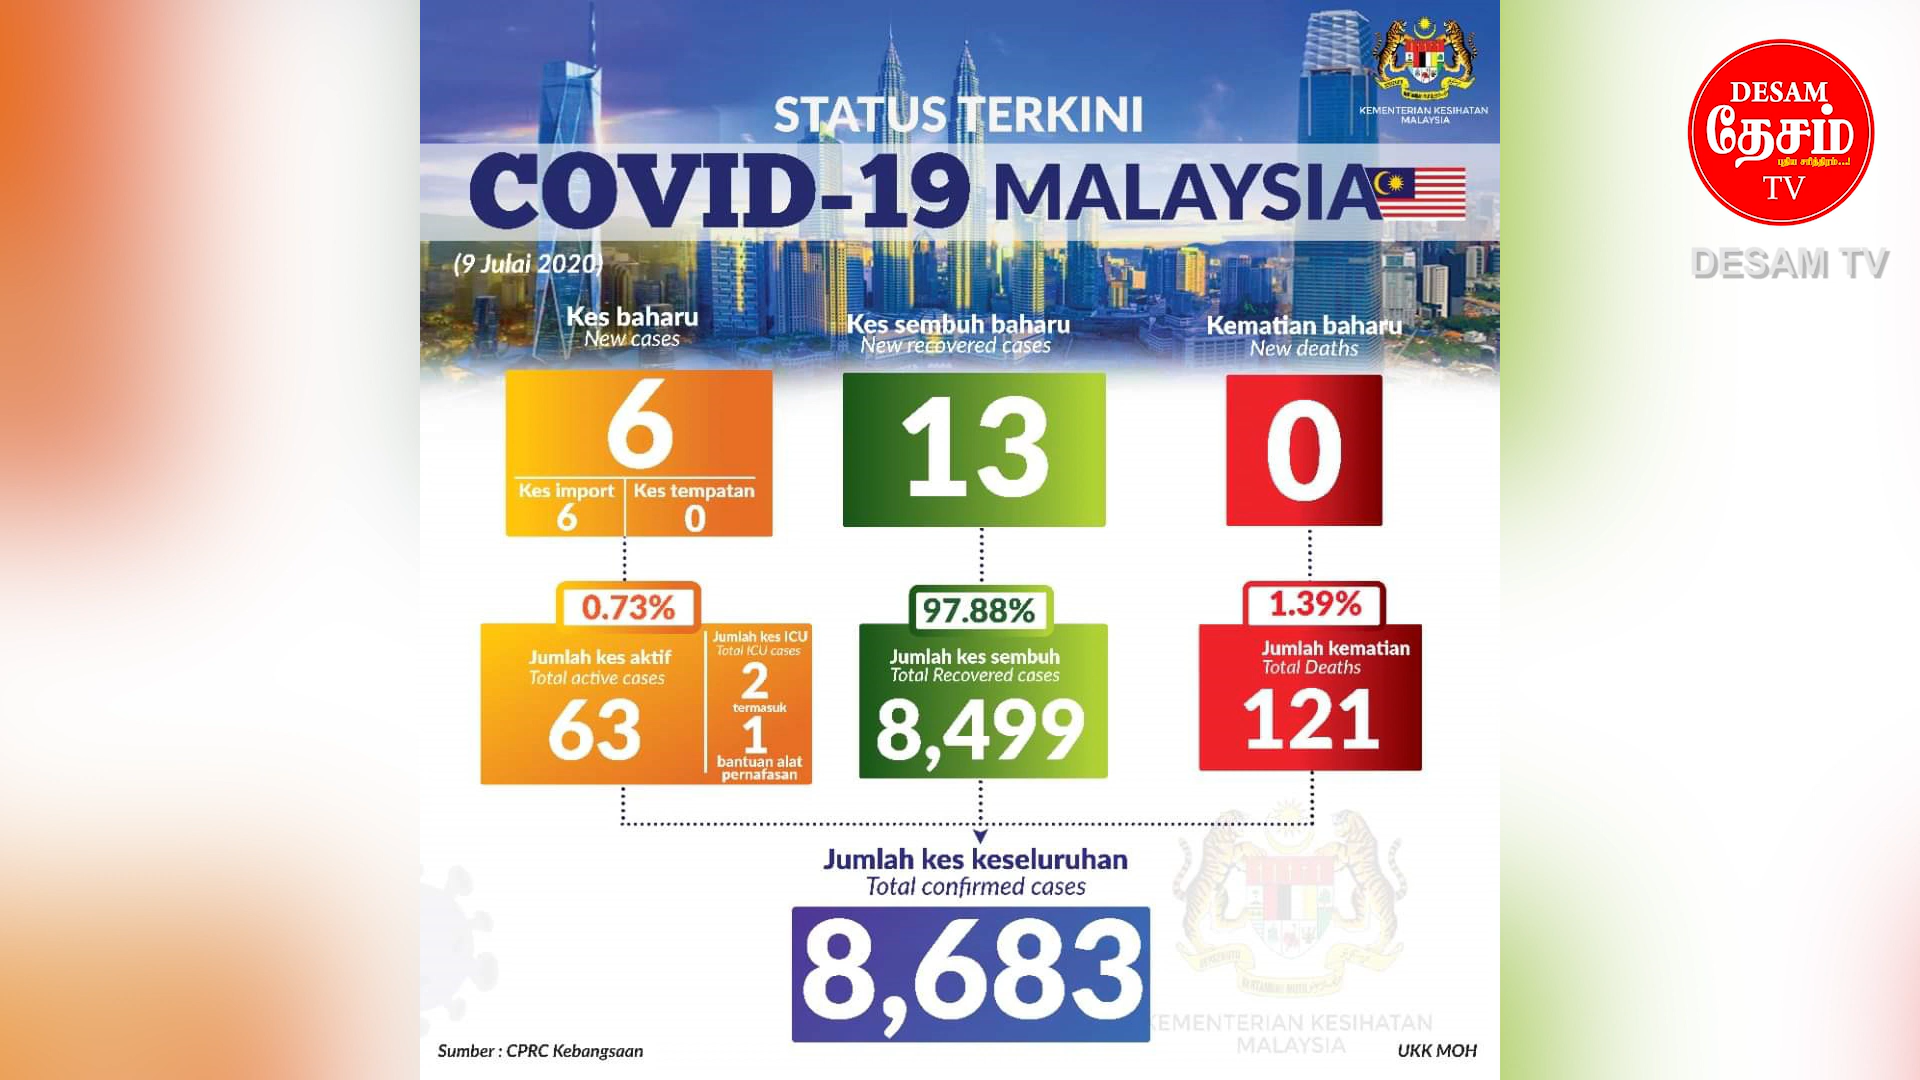 STATUS TERKINI
COVID-19 MALAYSIA
(9 Julai 2020)
KEMENTERIAN KESIHATAN
MALAYSIA
DESAM
தேசம்
புதிய சரித்திரம்...!
TV
DESAM TV
Kes baharu
New cases
6
Kes import
6
Kes tempatan
0
Kes sembuh baharu
New recovered cases
13
Kematian baharu
New deaths
0
0.73%
Jumlah kes aktif
Total active cases
63
Jumlah kes ICU
Total ICU cases
2
termasuk
1
bantuan alat
pernafasan
97.88%
Jumlah kes sembuh
Total Recovered cases
8,499
1.39%
Jumlah kematian
Total Deaths
121
Jumlah kes keseluruhan
Total confirmed cases
8,683
KEMENTERIAN KESIHATAN
MALAYSIA
Sumber : CPRC Kebangsaan
UKK MOH